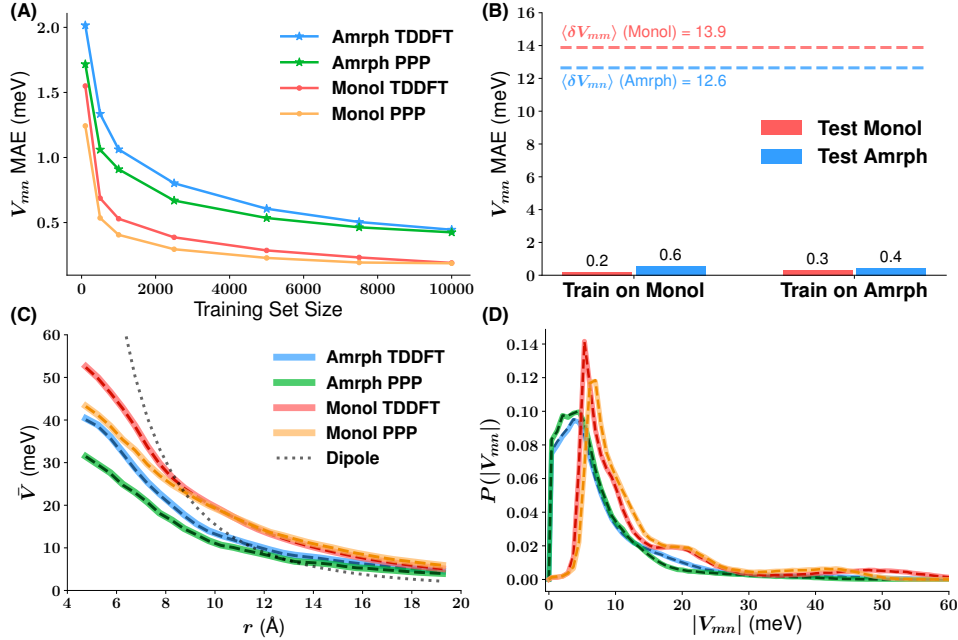 (A)
V_mn MAE (meV)
2.0
1.5
1.0
0.5
0 2000 4000 6000 8000 10000
Training Set Size
Amrph TDDFT
Amrph PPP
Monol TDDFT
Monol PPP
(B)
V_mn MAE (meV)
16
14
12
10
8
6
4
2
0
⟨δV_mn⟩ (Monol) = 13.9
⟨δV_mn⟩ (Amrph) = 12.6
Test Monol
Test Amrph
0.2 0.6 0.3 0.4
Train on Monol Train on Amrph
(C)
V̄ (meV)
60
50
40
30
20
10
0
4 6 8 10 12 14 16 18 20
r (Å)
Amrph TDDFT
Amrph PPP
Monol TDDFT
Monol PPP
Dipole
(D)
P(|V_mn|)
0.14
0.12
0.10
0.08
0.06
0.04
0.02
0.00
0 10 20 30 40 50 60
|V_mn| (meV)